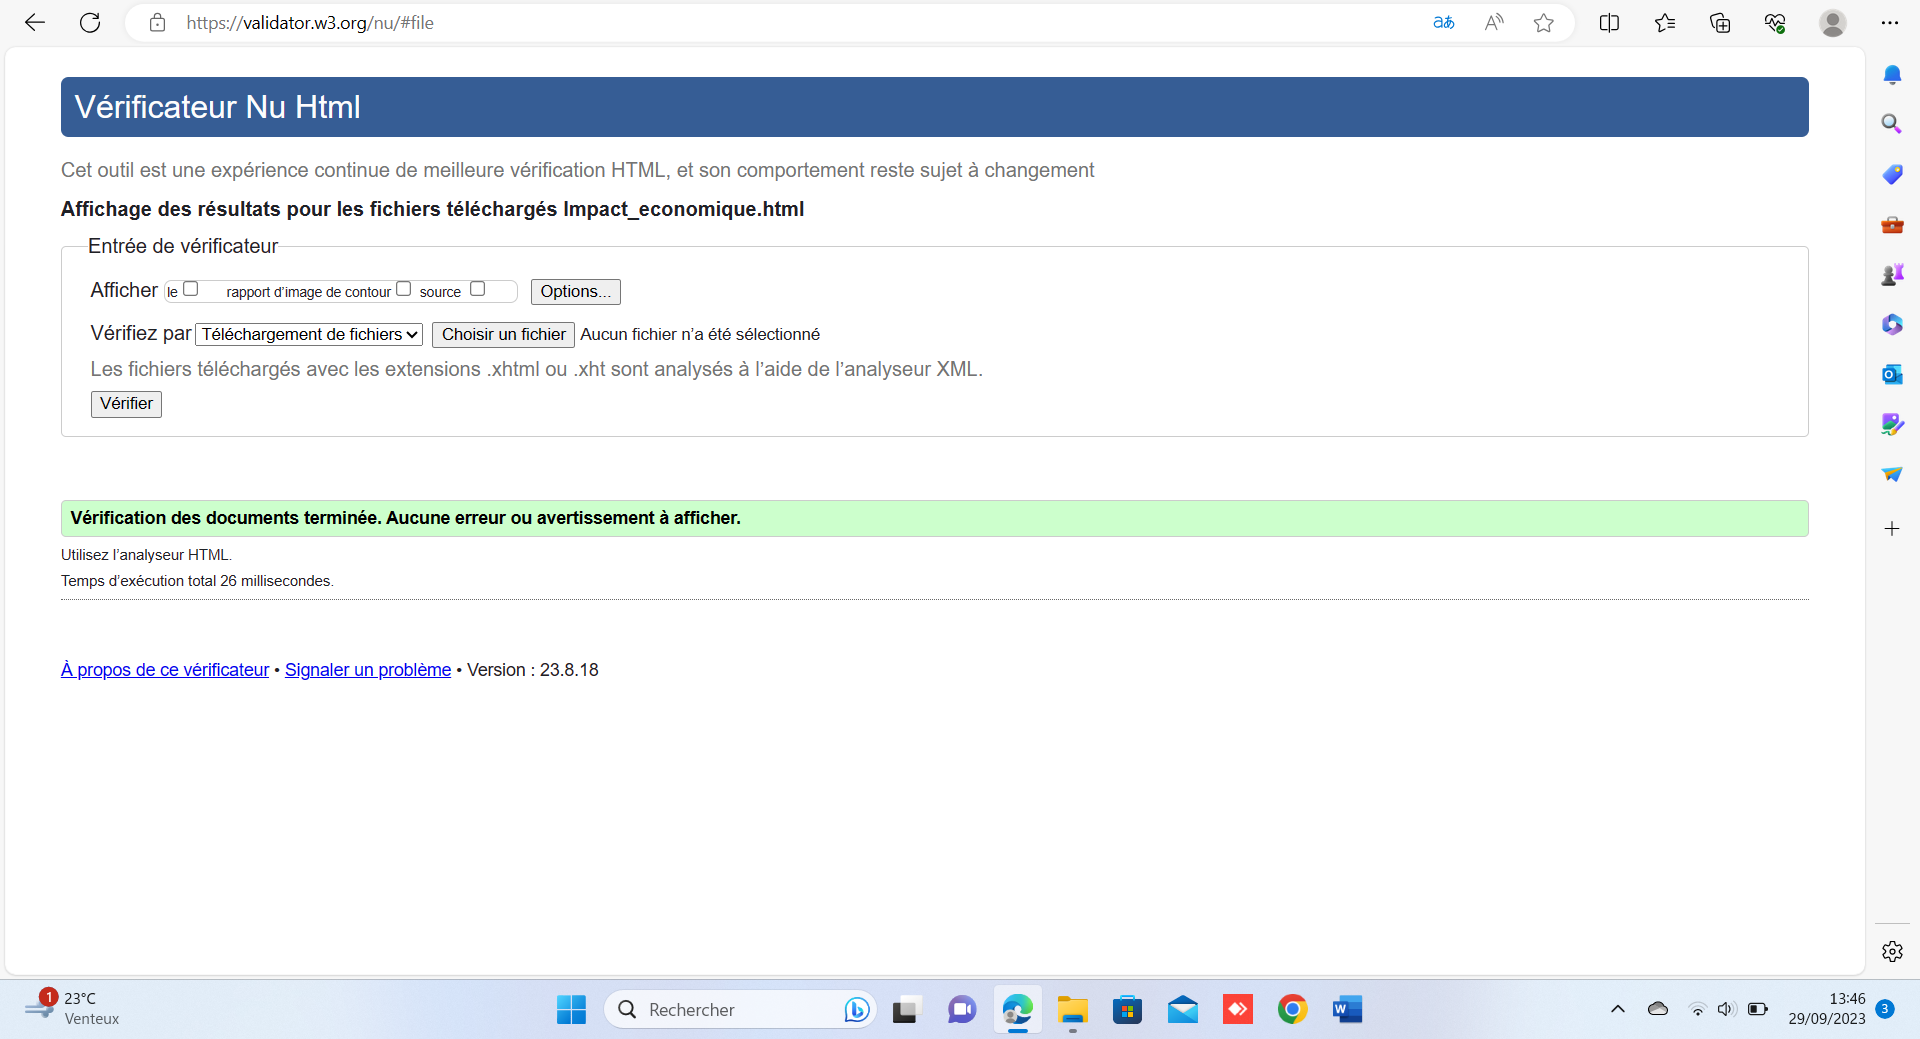 https://validator.w3.org/nu/#file
Vérificateur Nu Html
Cet outil est une expérience continue de meilleure vérification HTML, et son comportement reste sujet à changement
Affichage des résultats pour les fichiers téléchargés Impact_economique.html
Entrée de vérificateur
Afficher le rapport d’image de contour source Options...
Vérifiez par Téléchargement de fichiers Choisir un fichier Aucun fichier n’a été sélectionné
Les fichiers téléchargés avec les extensions .xhtml ou .xht sont analysés à l’aide de l’analyseur XML.
Vérifier
Vérification des documents terminée. Aucune erreur ou avertissement à afficher.
Utilisez l’analyseur HTML.
Temps d’exécution total 26 millisecondes.
À propos de ce vérificateur • Signaler un problème • Version : 23.8.18
1
23°C
Venteux
Rechercher
13:46
29/09/2023
3